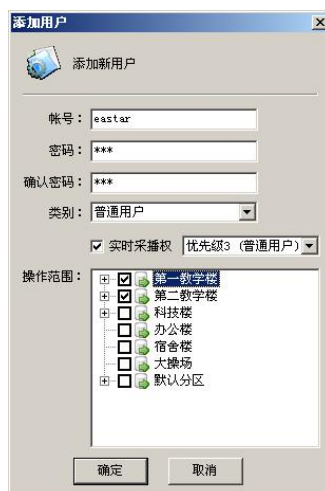 添加用户
添加新用户
帐号： eastar
密码： ***
确认密码： ***
类别： 普通用户
实时采播权 优先级3 (普通用户)
操作范围： 第一教学楼
第二教学楼
科技楼
办公楼
宿舍楼
大操场
默认分区
确定 取消